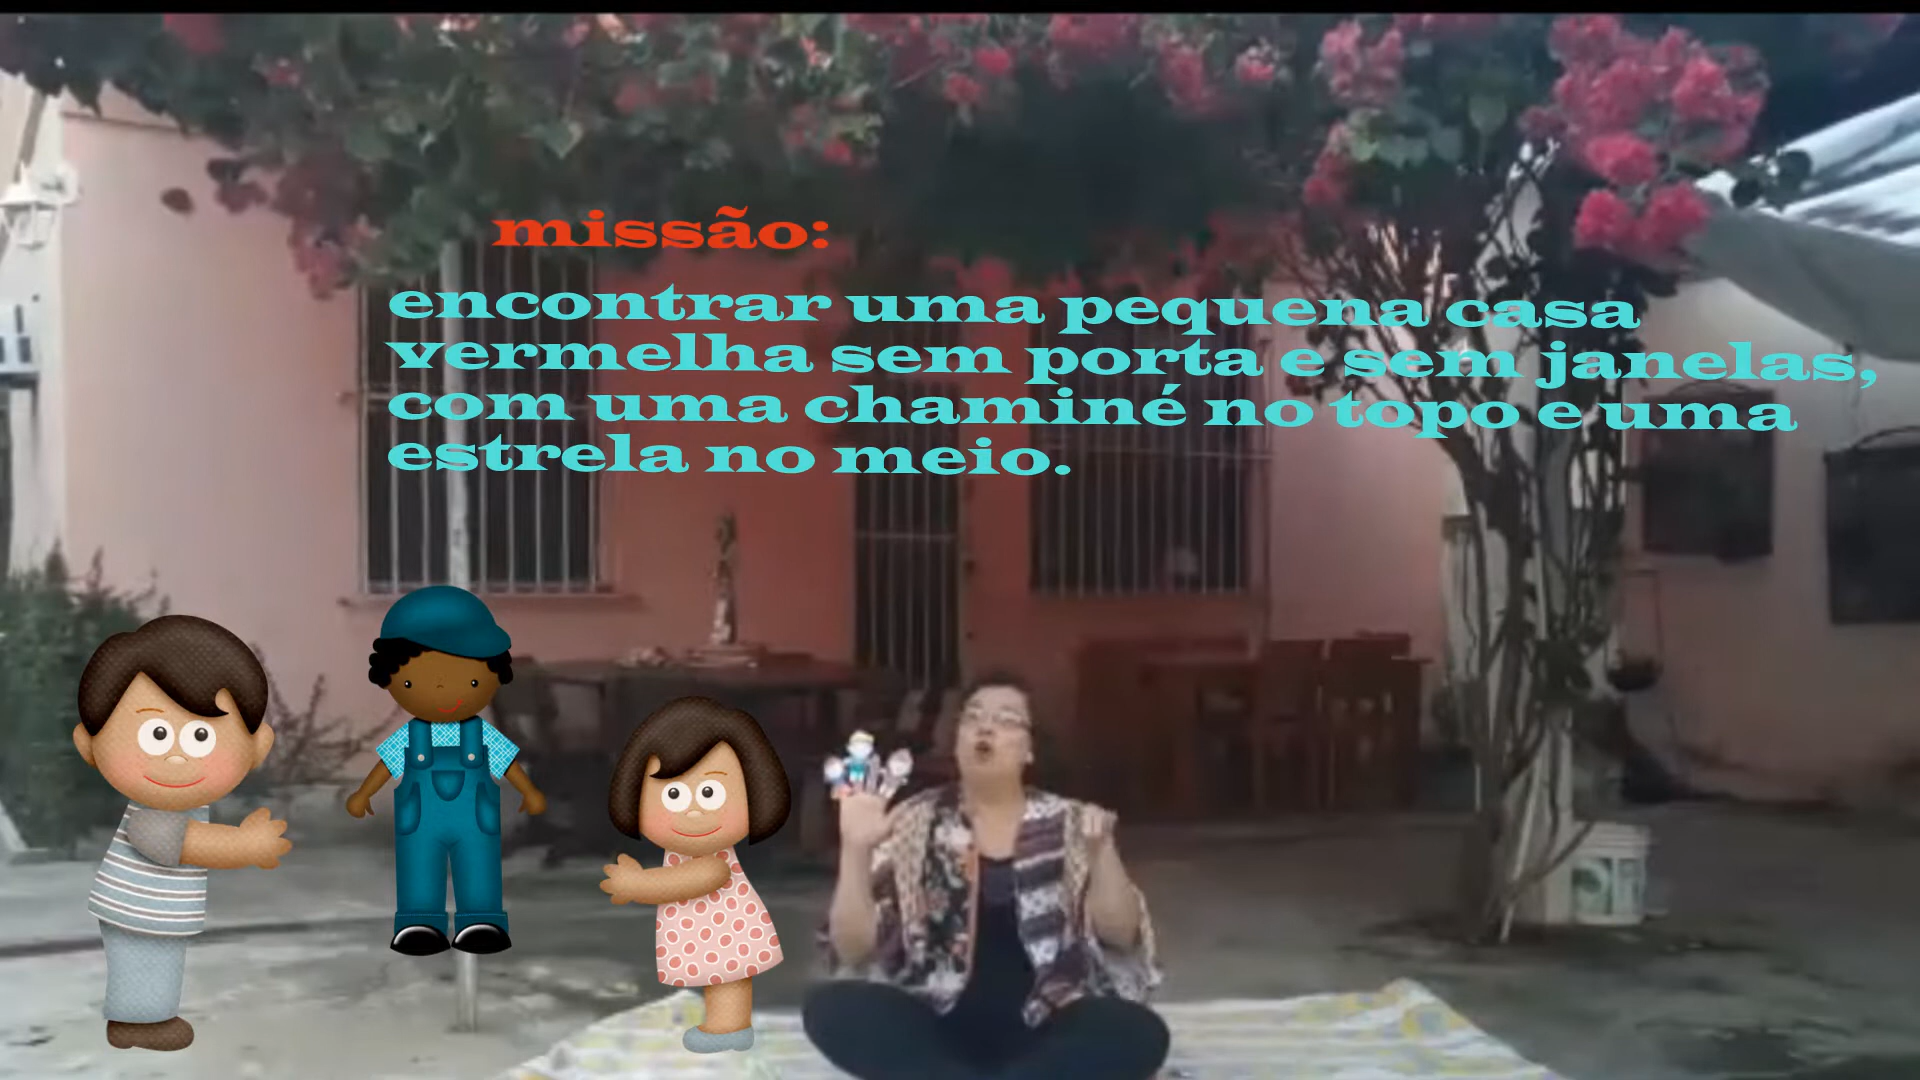 missão:
encontrar uma pequena casa
vermelha sem porta e sem janelas,
com uma chaminé no topo e uma
estrela no meio.